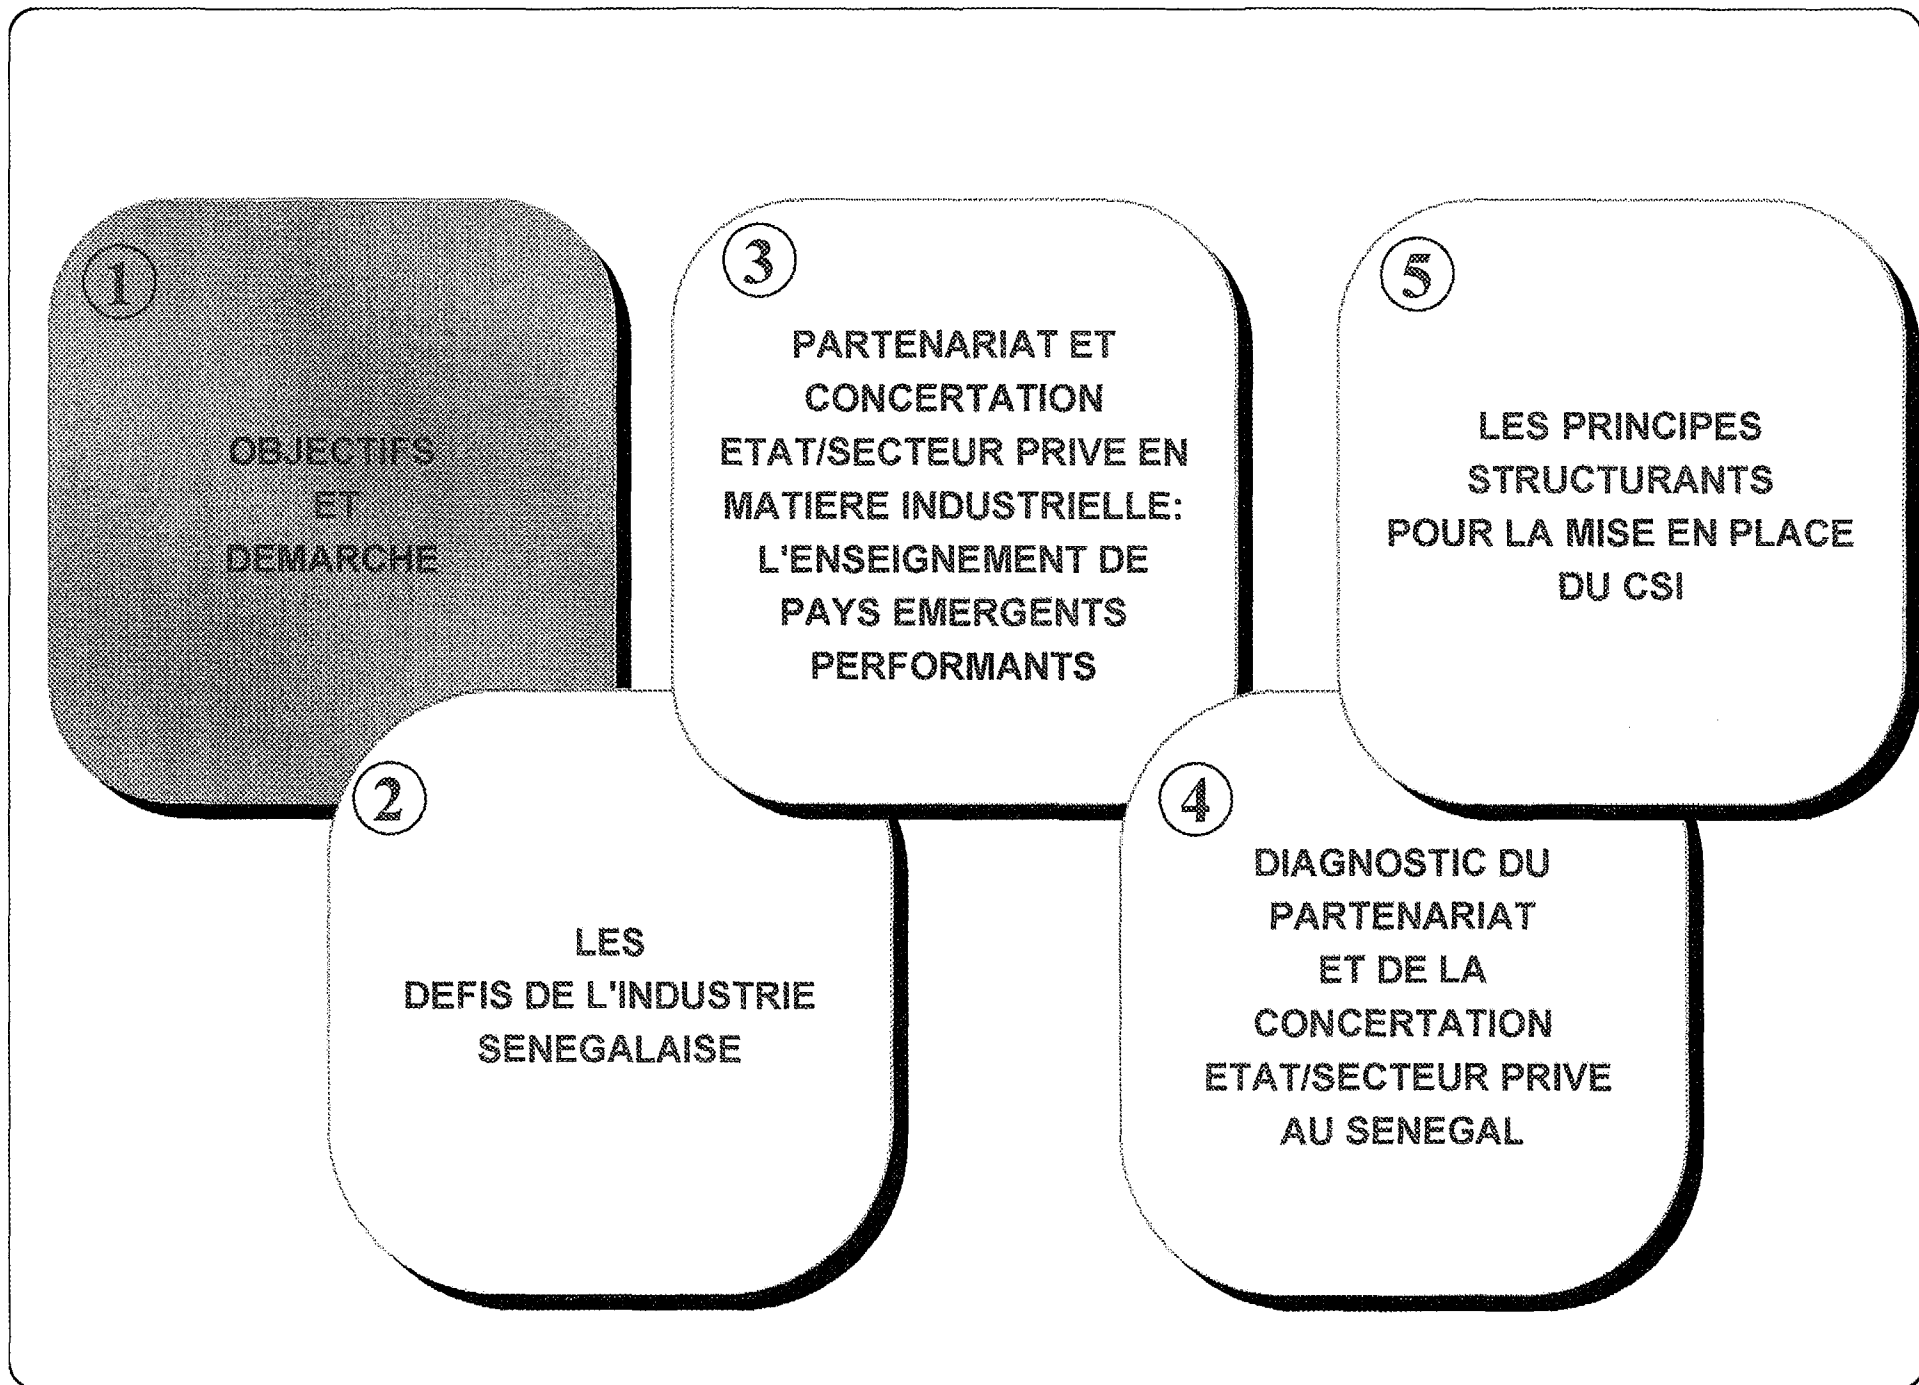 1
OBJECTIFS
ET
DEMARCHE
2
LES
DEFIS DE L'INDUSTRIE
SENEGALAISE
3
PARTENARIAT ET
CONCERTATION
ETAT/SECTEUR PRIVE EN
MATIERE INDUSTRIELLE:
L'ENSEIGNEMENT DE
PAYS EMERGENTS
PERFORMANTS
4
DIAGNOSTIC DU
PARTENARIAT
ET DE LA
CONCERTATION
ETAT/SECTEUR PRIVE
AU SENEGAL
5
LES PRINCIPES
STRUCTURANTS
POUR LA MISE EN PLACE
DU CSI